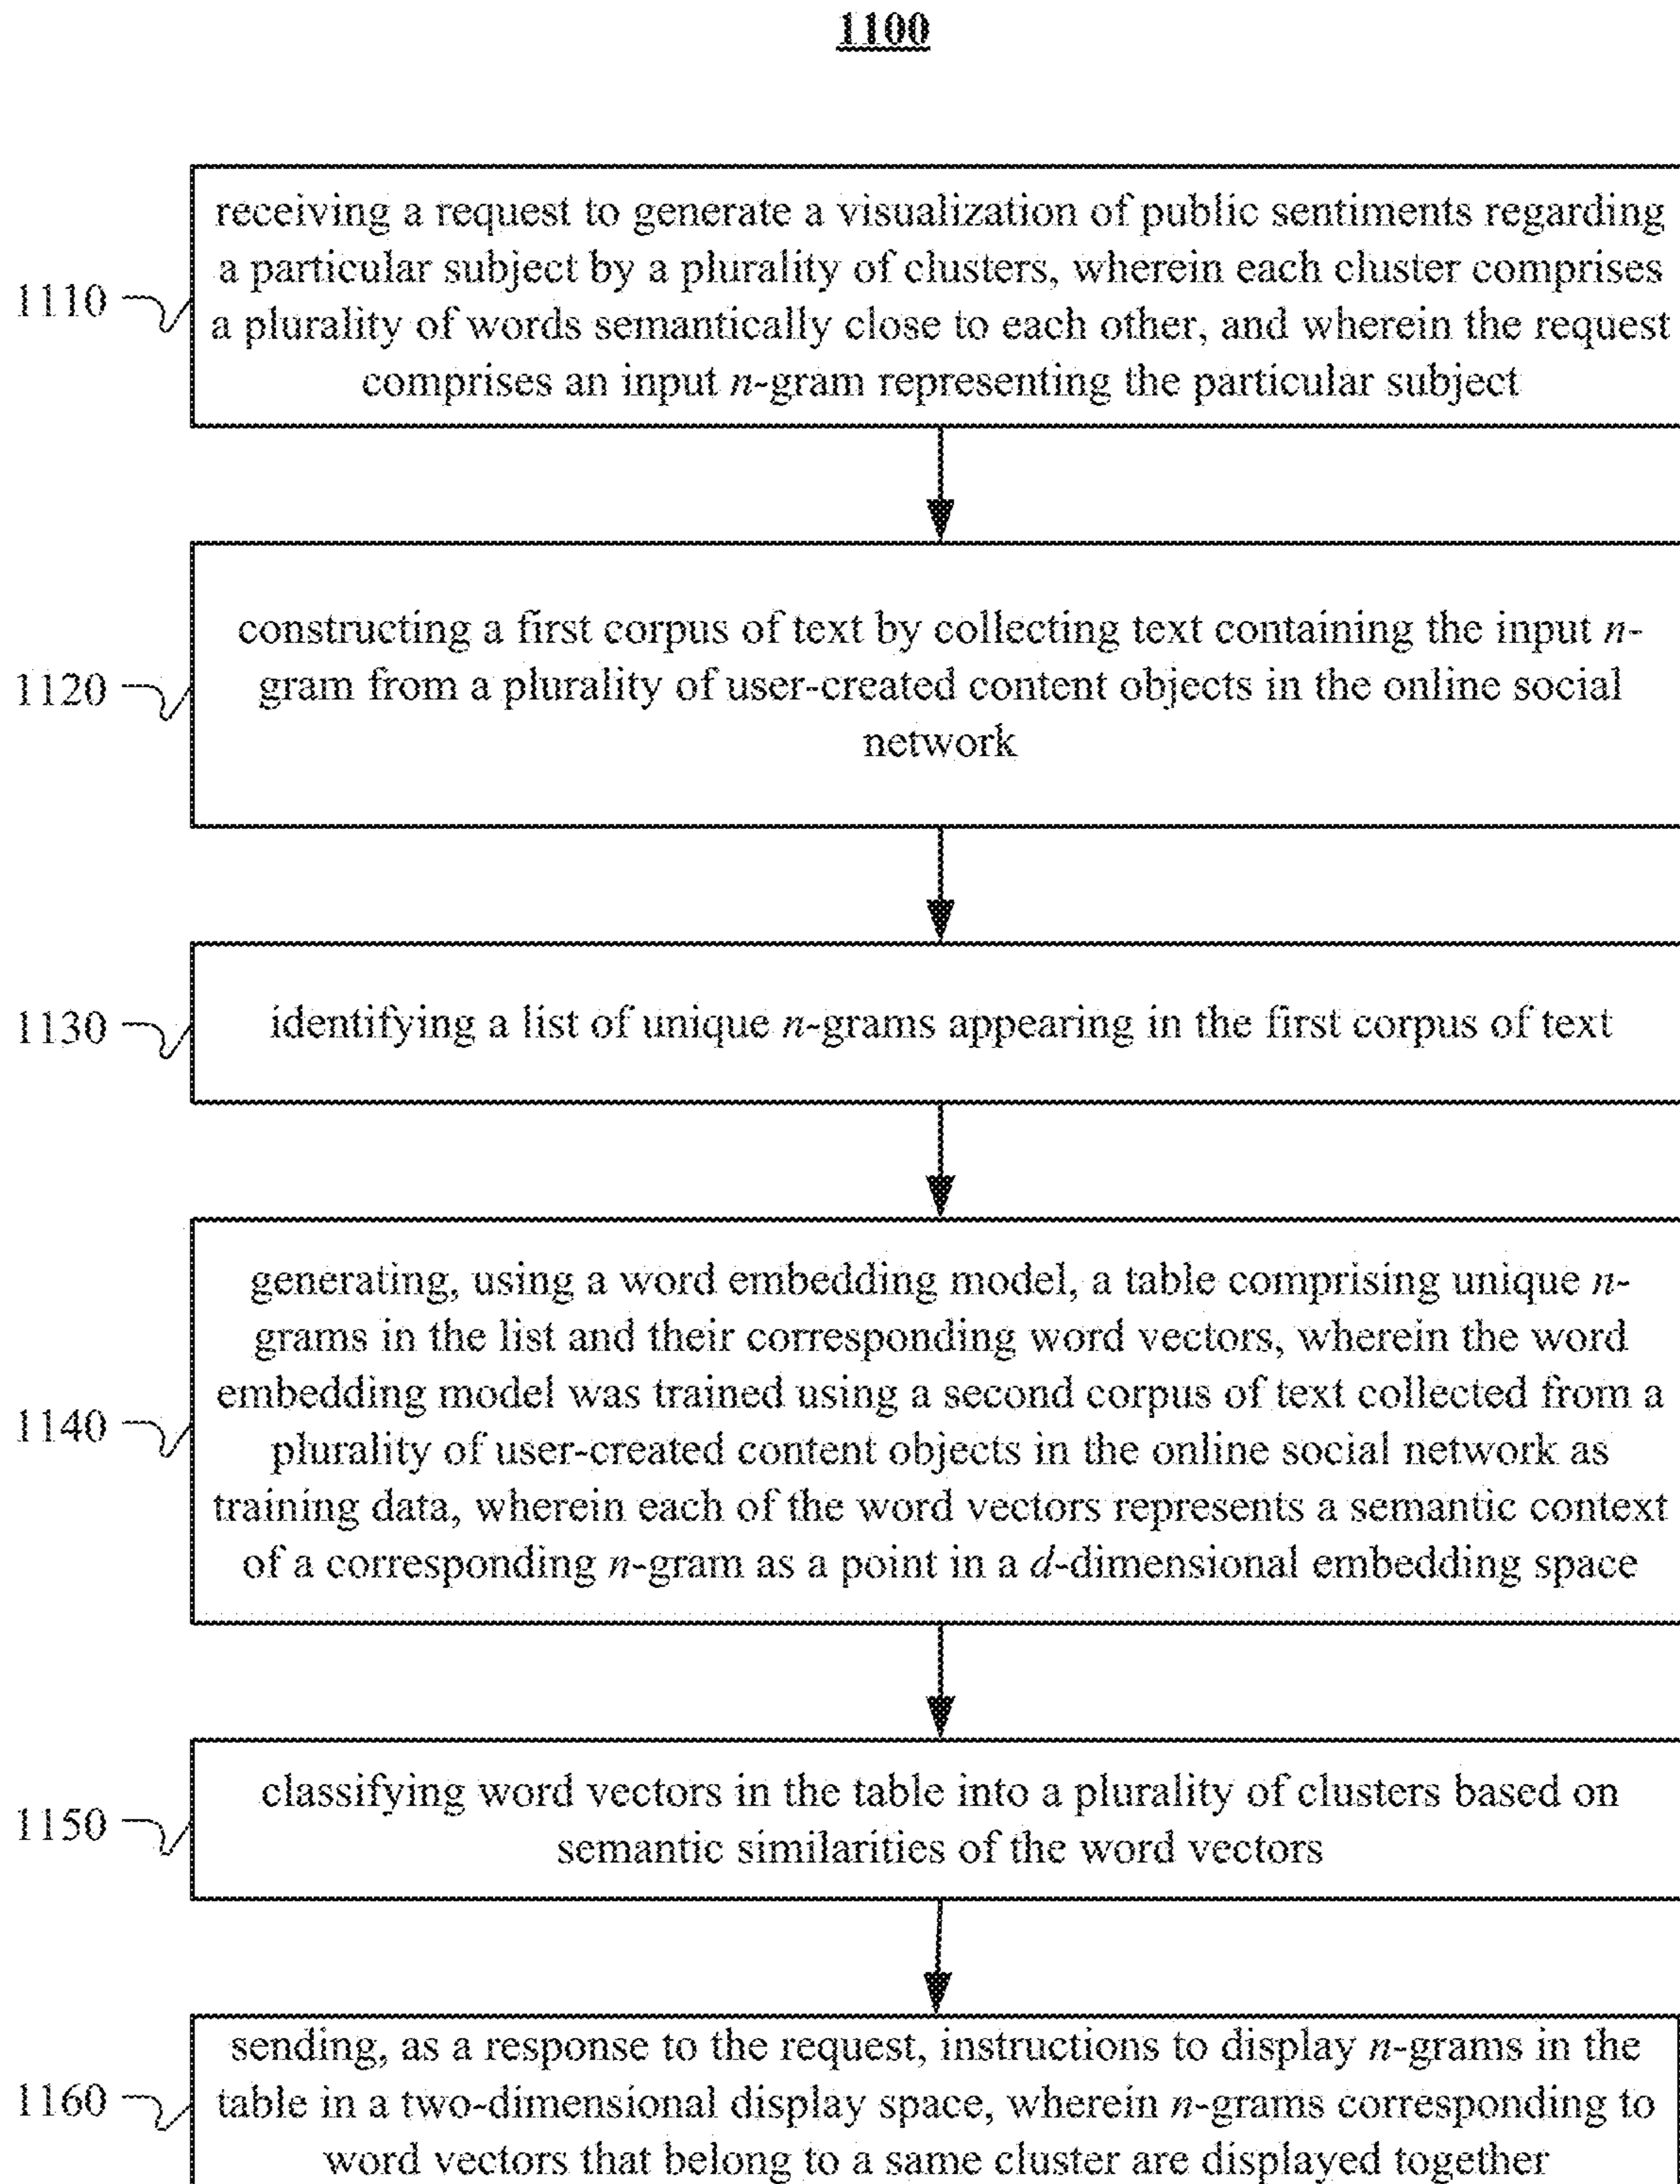 1100
receiving a request to generate a visualization of public sentiments regarding
a particular subject by a plurality of clusters, wherein each cluster comprises
1110
a plurality of words semantically close to each other, and wherein the request
comprises an input n-gram representing the particular subject
constructing a first corpus of text by collecting text containing the input n-
1120
gram from a plurality of user-created content objects in the online social
network
1130
identifying a list of unique n-grams appearing in the first corpus of text
generating, using a word embedding model, a table comprising unique n-
grams in the list and their corresponding word vectors, wherein the word
embedding model was trained using a second corpus of text collected from a
1140
plurality of user-created content objects in the online social network as
training data, wherein each of the word vectors represents a semantic context
of a corresponding n-gram as a point in a d-dimensional embedding space
classifying word vectors in the table into a plurality of clusters based on
1150
semantic similarities of the word vectors
sending, as a response to the request, instructions to display n-grams in the
1160
table in a two-dimensional display space, wherein n-grams corresponding to
word vectors that belong to a same cluster are displayed together